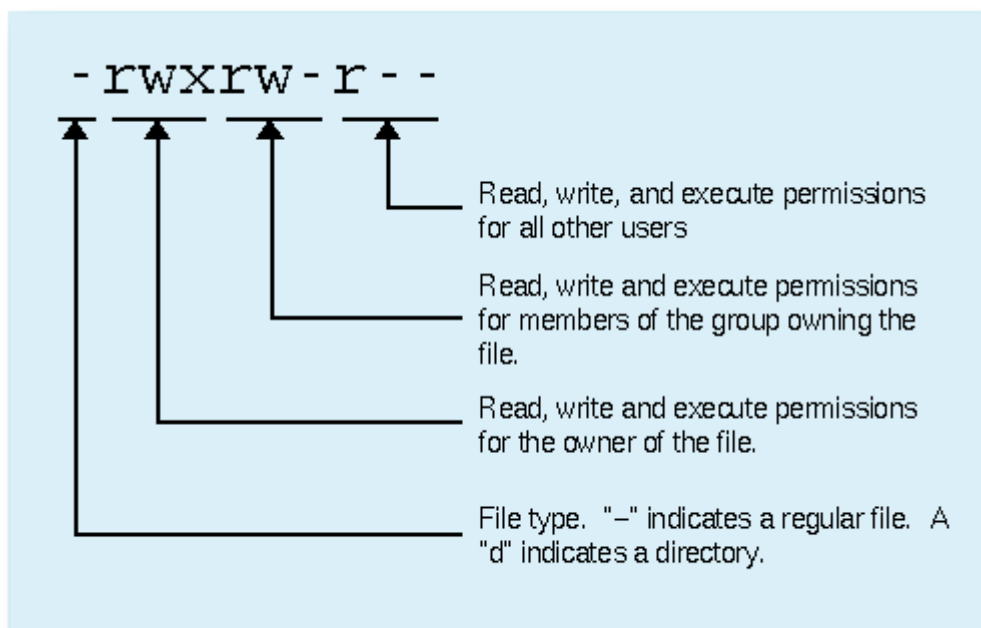 -rwxrw-r--
Read, write, and execute permissions
for all other users
Read, write and execute permissions
for members of the group owning the
file.
Read, write and execute permissions
for the owner of the file.
File type. "–" indicates a regular file. A
"d" indicates a directory.